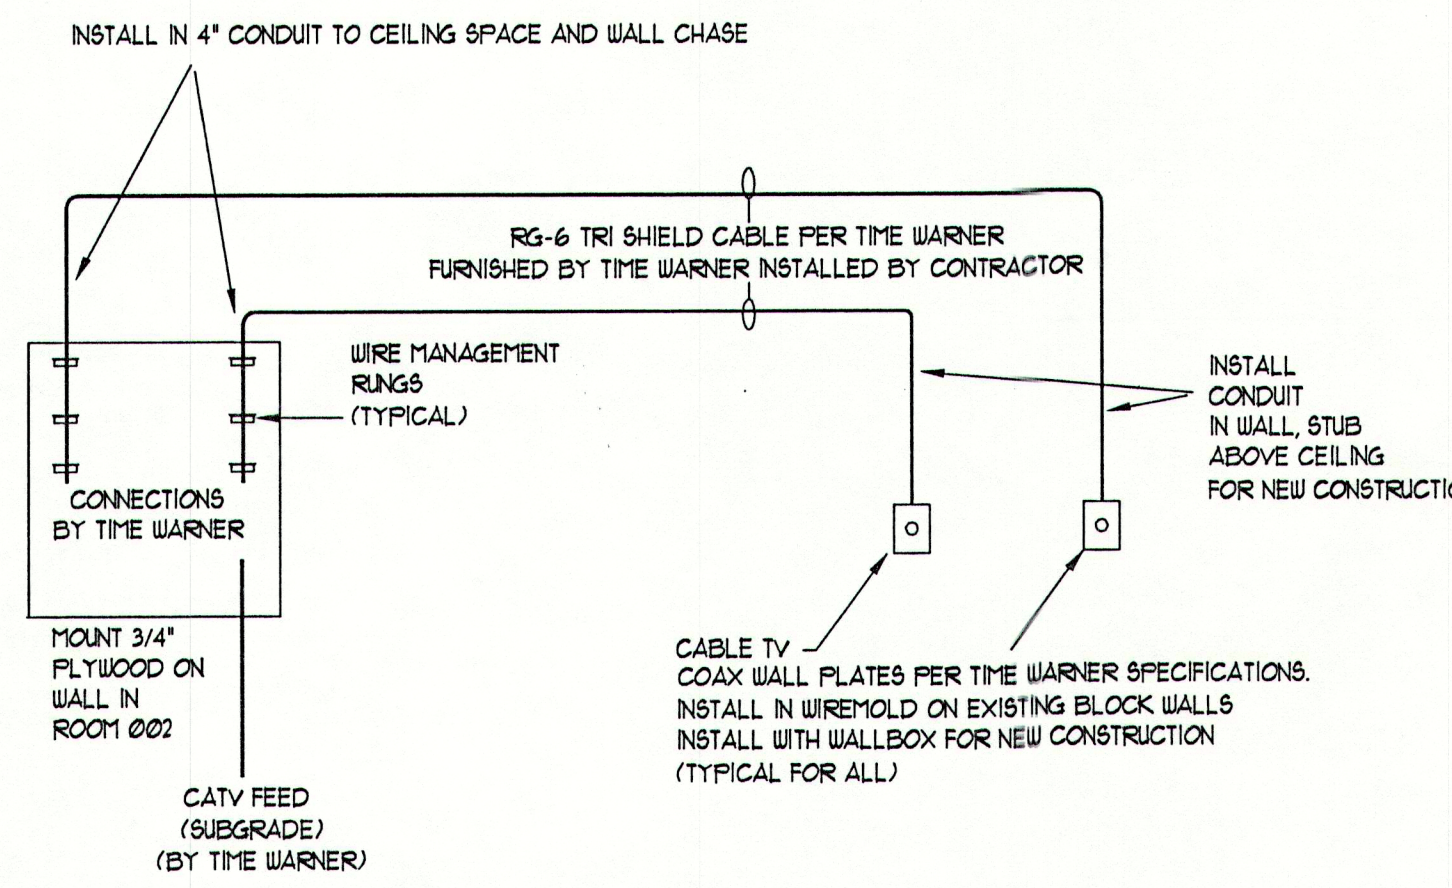 INSTALL IN 4" CONDUIT TO CEILING SPACE AND WALL CHASE
RG-6 TRI SHIELD CABLE PER TIME WARNER
FURNISHED BY TIME WARNER INSTALLED BY CONTRACTOR
WIRE MANAGEMENT
RUNGS
(TYPICAL)
INSTALL
CONDUIT
IN WALL, STUB
ABOVE CEILING
FOR NEW
CONNECTIONS
BY TIME WARNER
MOUNT 3/4"
PLYWOOD ON
WALL IN
ROOM 002
CABLE TV
COAX WALL PLATES PER TIME WARNER SPECIFICATIONS.
INSTALL IN WIREMOLD ON EXISTING BLOCK WALLS
INSTALL WITH WALLBOX FOR NEW CONSTRUCTION
(TYPICAL FOR ALL)
CATV FEED
(SUBGRADE)
(BY TIME WARNER)